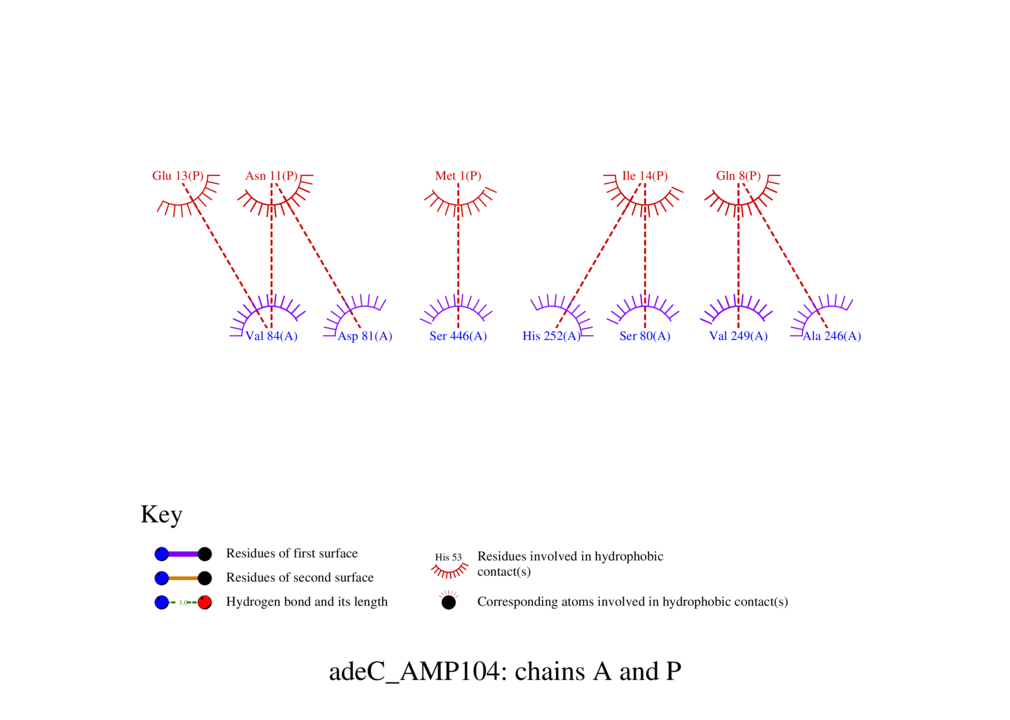 Glu 13(P) Asn 11(P) Met 1(P) Ile 14(P) Gln 8(P)
Val 84(A) Asp 81(A) Ser 446(A) His 252(A) Ser 80(A) Val 249(A) Ala 246(A)
Key
Residues of first surface
Residues of second surface
3.0
Hydrogen bond and its length
His 53
Residues involved in hydrophobic
contact(s)
Corresponding atoms involved in hydrophobic contact(s)
adeC_AMP104: chains A and P